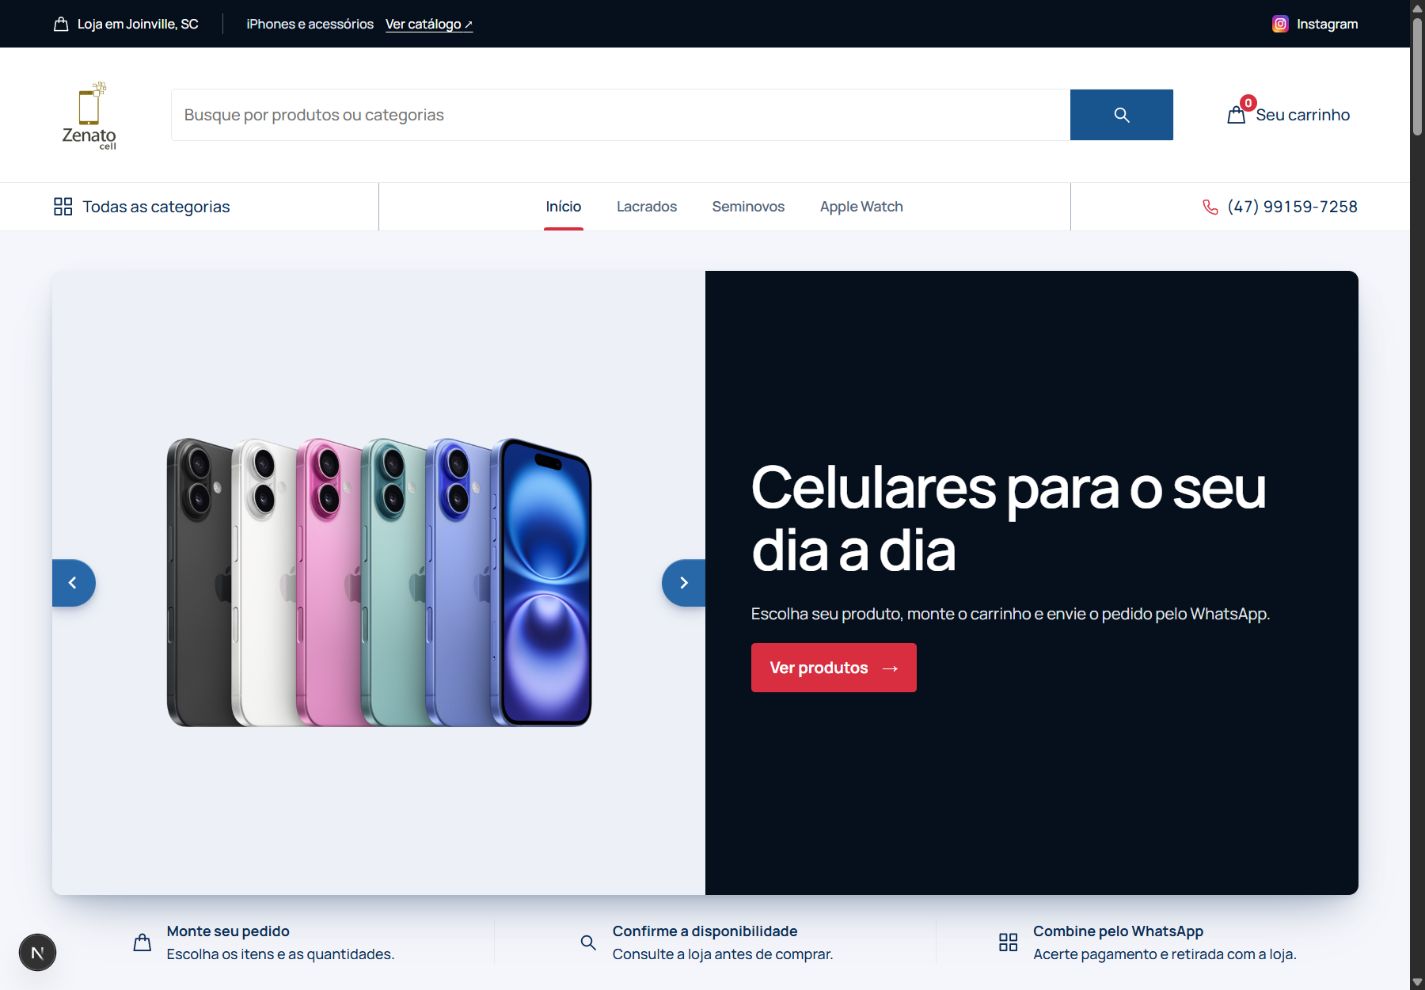 Loja em Joinville, SC
iPhones e acessórios Ver catálogo ↗
Instagram
Zenato
cell
Busque por produtos ou categorias
0
Seu carrinho
Todas as categorias
Início
Lacrados
Seminovos
Apple Watch
(47) 99159-7258
Celulares para o seu
dia a dia
Escolha seu produto, monte o carrinho e envie o pedido pelo WhatsApp.
Ver produtos →
Monte seu pedido
Escolha os itens e as quantidades.
Confirme a disponibilidade
Consulte a loja antes de comprar.
Combine pelo WhatsApp
Acerte pagamento e retirada com a loja.
N